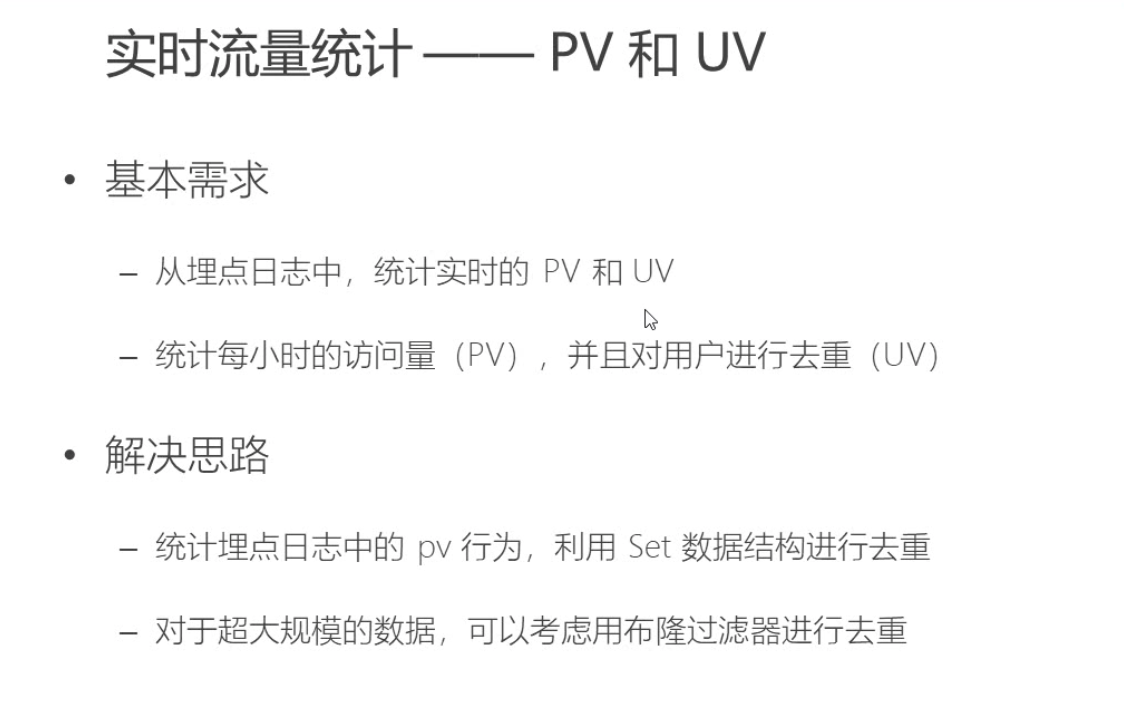 实时流量统计 —— PV 和 UV
• 基本需求
– 从埋点日志中，统计实时的 PV 和 UV
– 统计每小时的访问量（PV），并且对用户进行去重（UV）
• 解决思路
– 统计埋点日志中的 pv 行为，利用 Set 数据结构进行去重
– 对于超大规模的数据，可以考虑用布隆过滤器进行去重